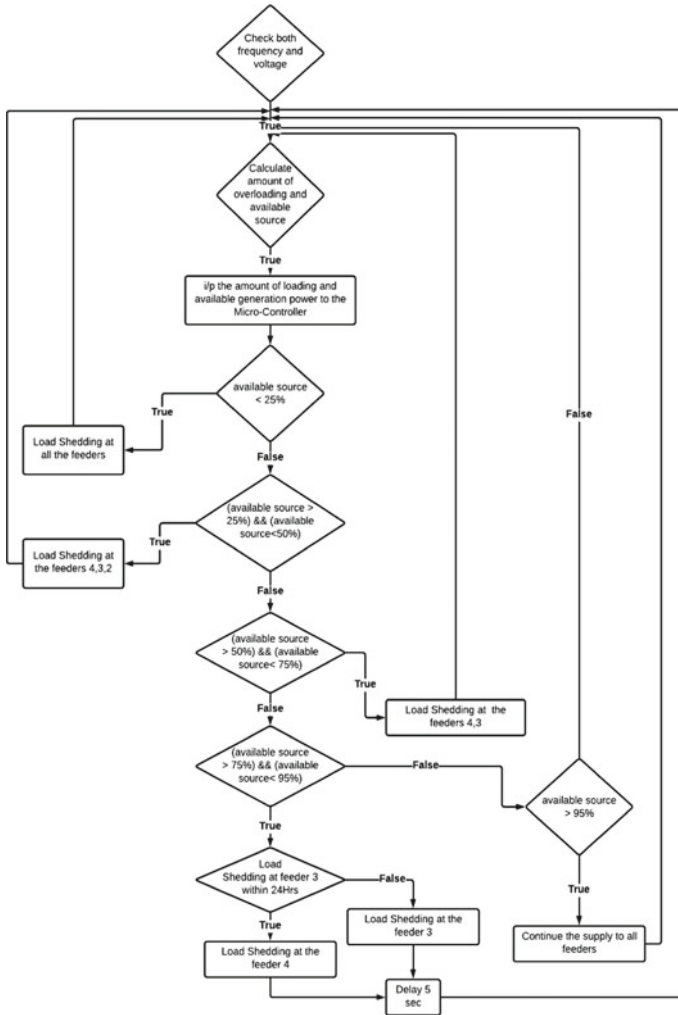 Check both
frequency and
voltage
True
Calculate
amount of
overloading and
available
source
True
i/p the amount of loading and
available generation power to the
Micro-Controller
available source
< 25%
True
False
Load Shedding at
all the feeders
False
(available source >
25%) && (available
source<50%)
True
Load Shedding at
the feeders 4,3,2
False
(available source
> 50%) && (available
source< 75%)
True
Load Shedding at the
feeders 4,3
False
(available source
> 75%) && (available
source< 95%)
False
available source
> 95%
True
Load
Shedding at feeder 3
within 24Hrs
False
True
Load Shedding at the
feeder 3
Continue the supply to all
feeders
True
Load Shedding at the
feeder 4
Delay 5
sec